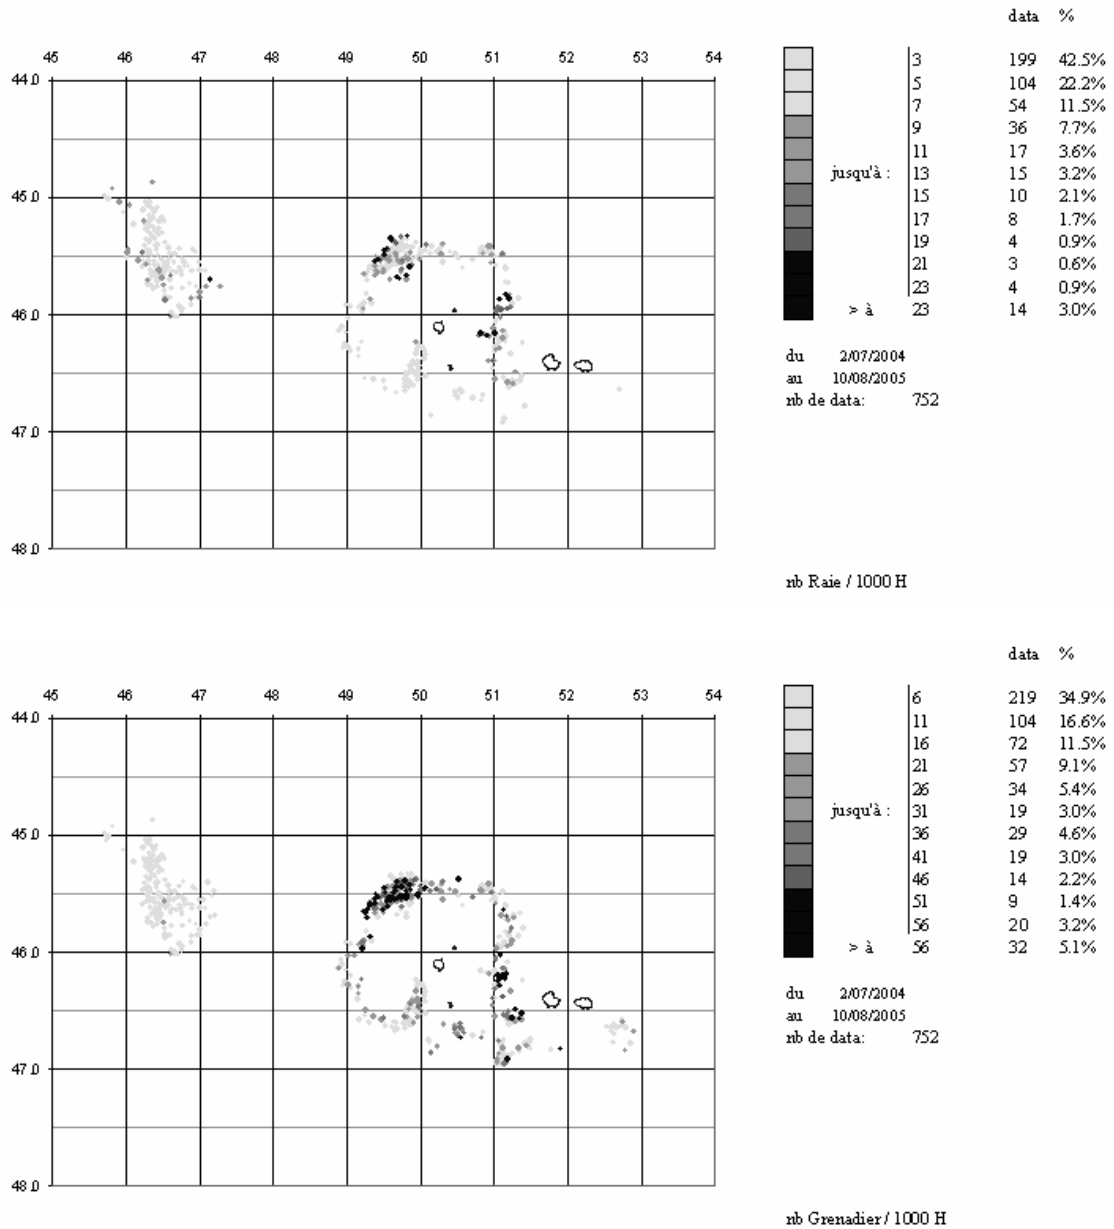 data %
45 46 47 48 49 50 51 52 53 54
44.0
45.0
46.0
47.0
48.0
3 199 42.5%
5 104 22.2%
7 54 11.5%
9 36 7.7%
11 17 3.6%
jusqu'à : 13 15 3.2%
15 10 2.1%
17 8 1.7%
19 4 0.9%
21 3 0.6%
23 4 0.9%
> à 23 14 3.0%
du 2/07/2004
au 10/08/2005
nb de data: 752
nb Raie / 1000 H
data %
45 46 47 48 49 50 51 52 53 54
44.0
45.0
46.0
47.0
48.0
6 219 34.9%
11 104 16.6%
16 72 11.5%
21 57 9.1%
26 34 5.4%
jusqu'à : 31 19 3.0%
36 29 4.6%
41 19 3.0%
46 14 2.2%
51 9 1.4%
56 20 3.2%
> à 56 32 5.1%
du 2/07/2004
au 10/08/2005
nb de data: 752
nb Grenadier / 1000 H